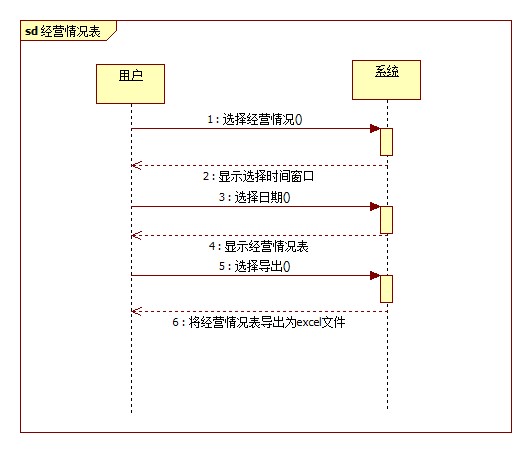 sd 经营情况表
用户
系统
1 : 选择经营情况()
2 : 显示选择时间窗口
3 : 选择日期()
4 : 显示经营情况表
5 : 选择导出()
6 : 将经营情况表导出为excel文件